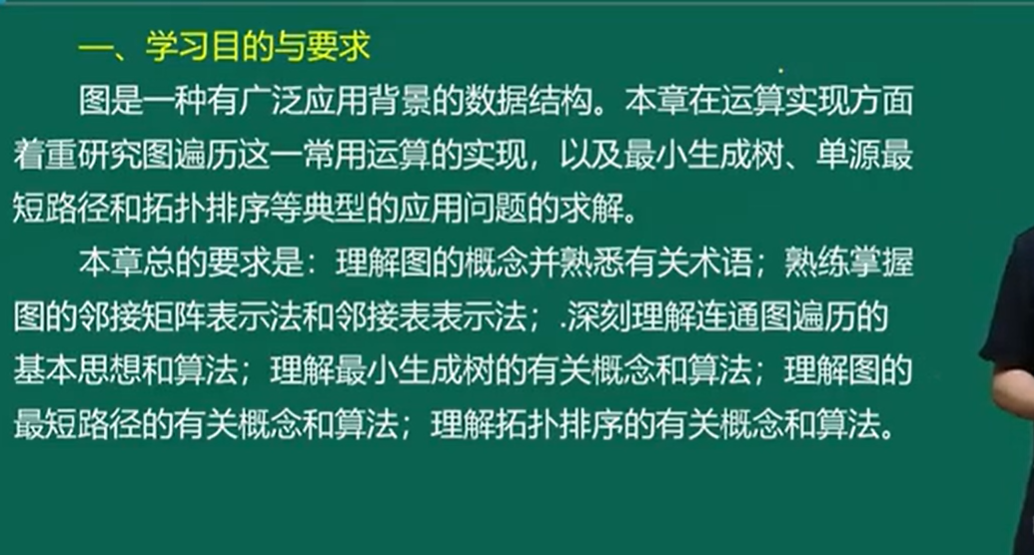 一、学习目的与要求
图是一种有广泛应用背景的数据结构。本章在运算实现方面
着重研究图遍历这一常用运算的实现，以及最小生成树、单源最
短路径和拓扑排序等典型的应用问题的求解。
本章总的要求是：理解图的概念并熟悉有关术语；熟练掌握
图的邻接矩阵表示法和邻接表表示法；.深刻理解连通图遍历的
基本思想和算法；理解最小生成树的有关概念和算法；理解图的
最短路径的有关概念和算法；理解拓扑排序的有关概念和算法。